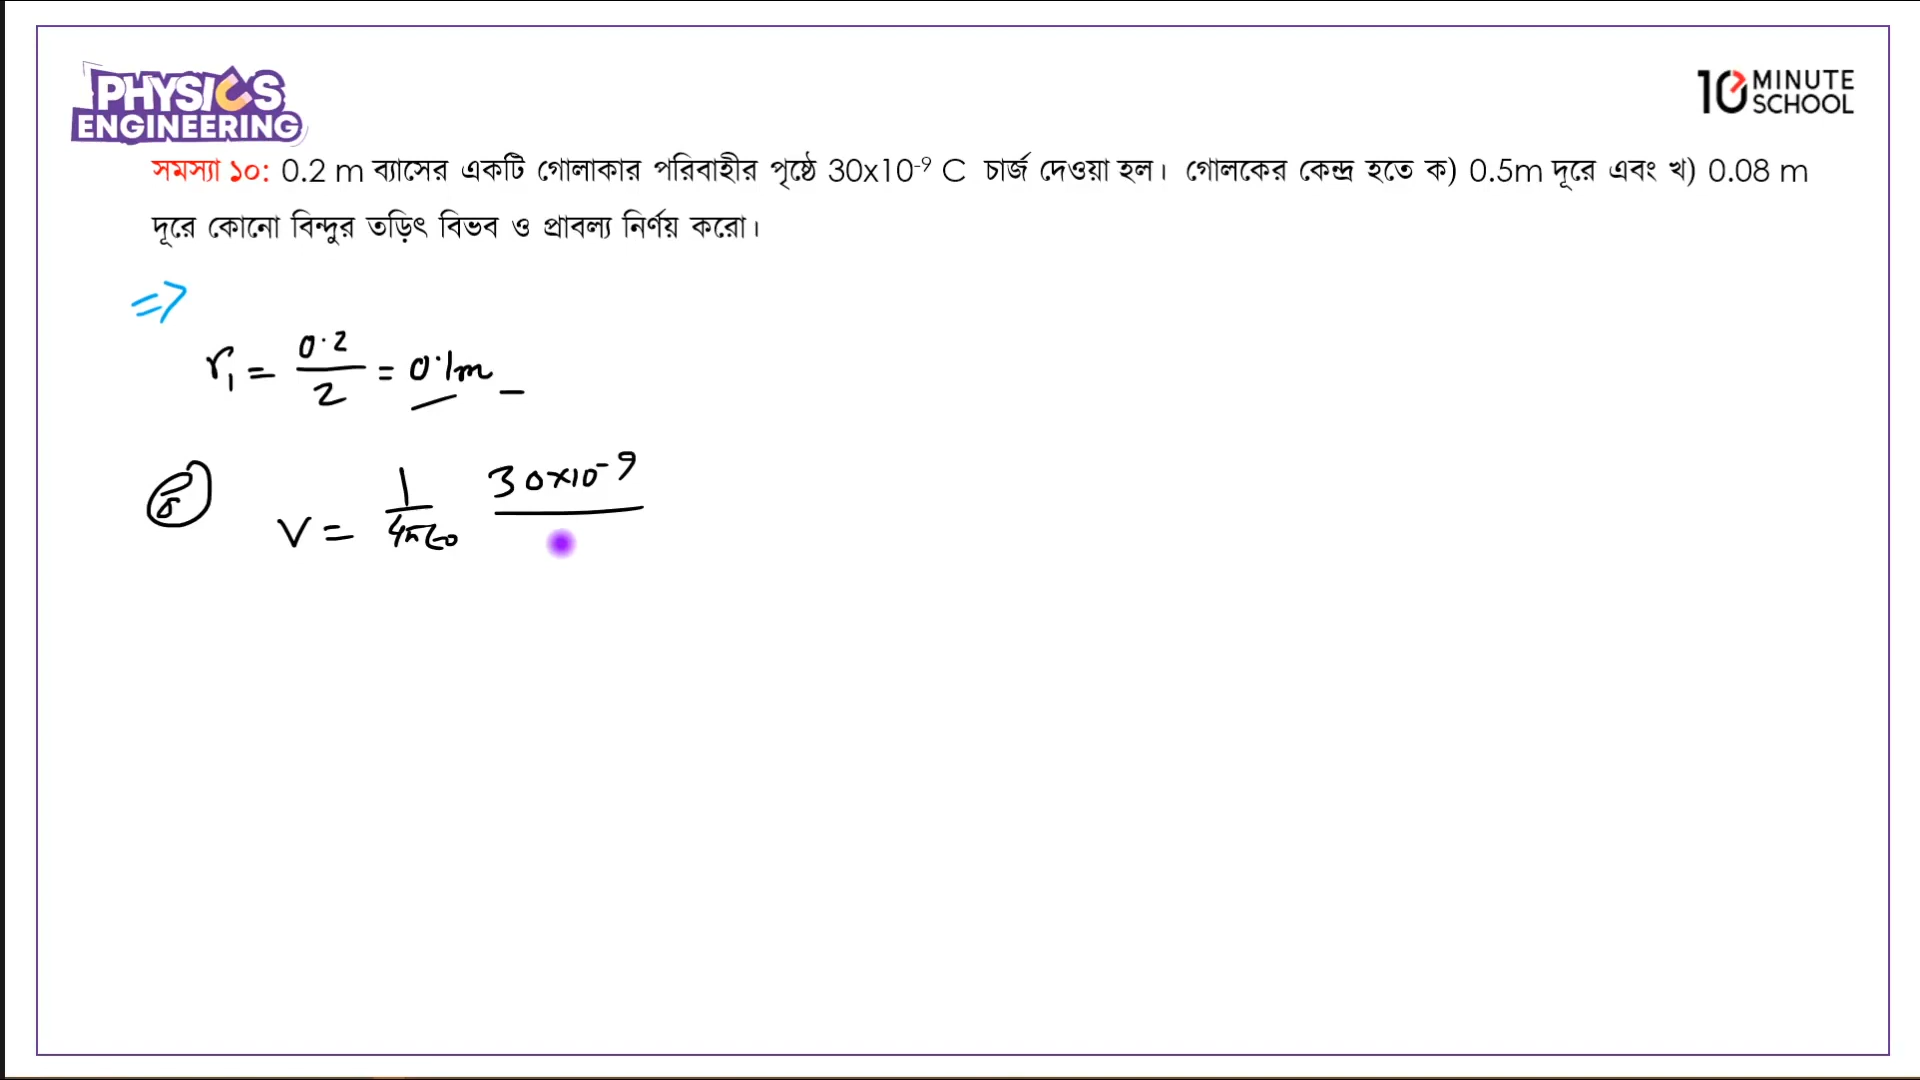 PHYSICS
ENGINEERING
10 MINUTE
SCHOOL
সমস্যা ১০: 0.2 m ব্যাসের একটি গোলাকার পরিবাহীর পৃষ্ঠে 30x10⁻⁹ C চার্জ দেওয়া হল। গোলকের কেন্দ্র হতে ক) 0.5m দূরে এবং খ) 0.08 m
দূরে কোনো বিন্দুর তড়িৎ বিভব ও প্রাবল্য নির্ণয় করো।
=>
r₁ = 0.2/2 = 0.1m
V = 1/4πε₀ 30×10⁻⁹